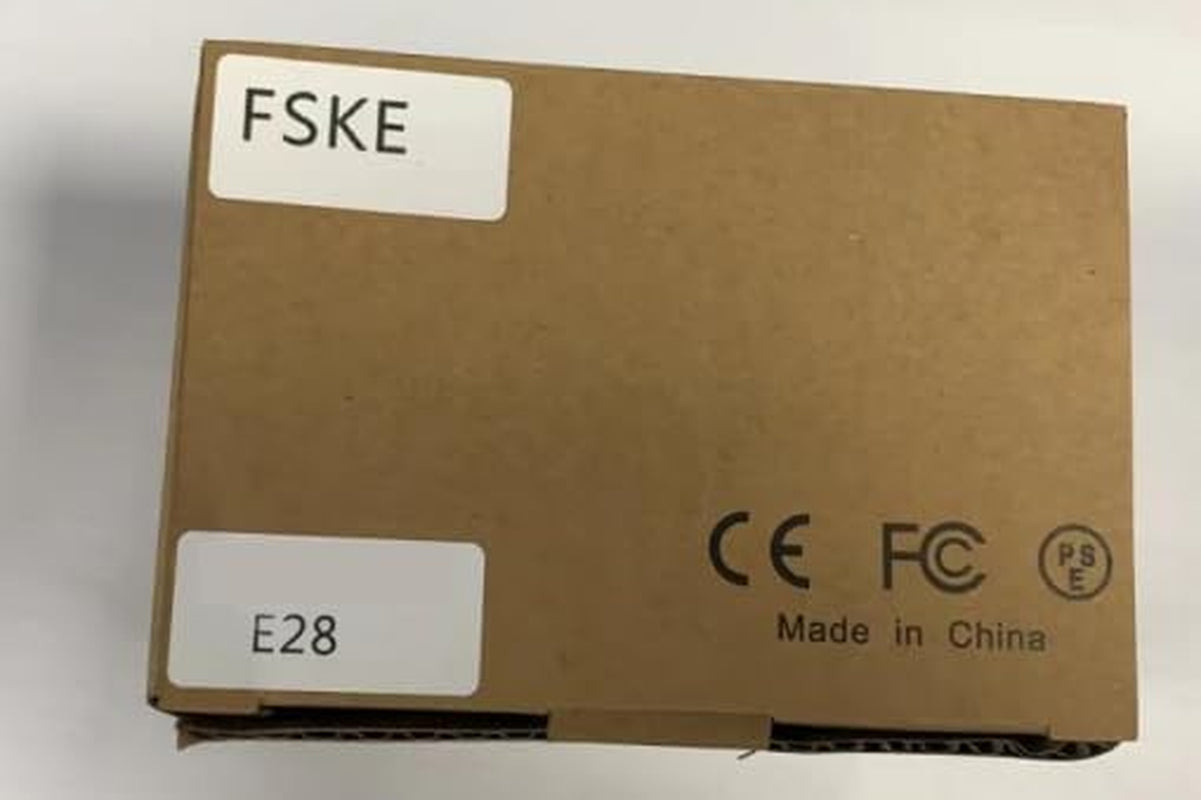 FSKE
E28
CE FC PSE
Made in China